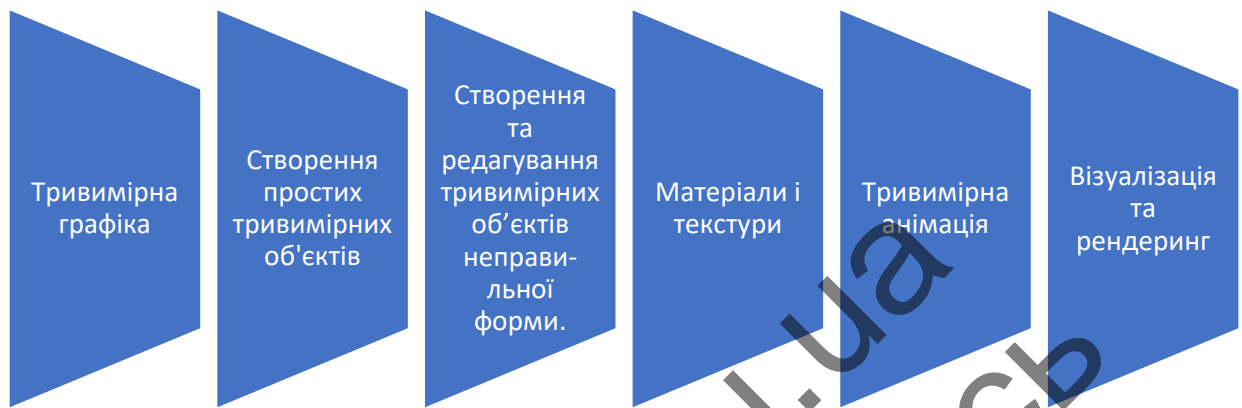 Тривимірна
графіка
Створення
простих
тривимірних
об'єктів
Створення
та
редагування
тривимірних
об’єктів
неправи-
льної
форми.
Матеріали і
текстури
Тривимірна
анімація
Візуалізація
та
рендеринг